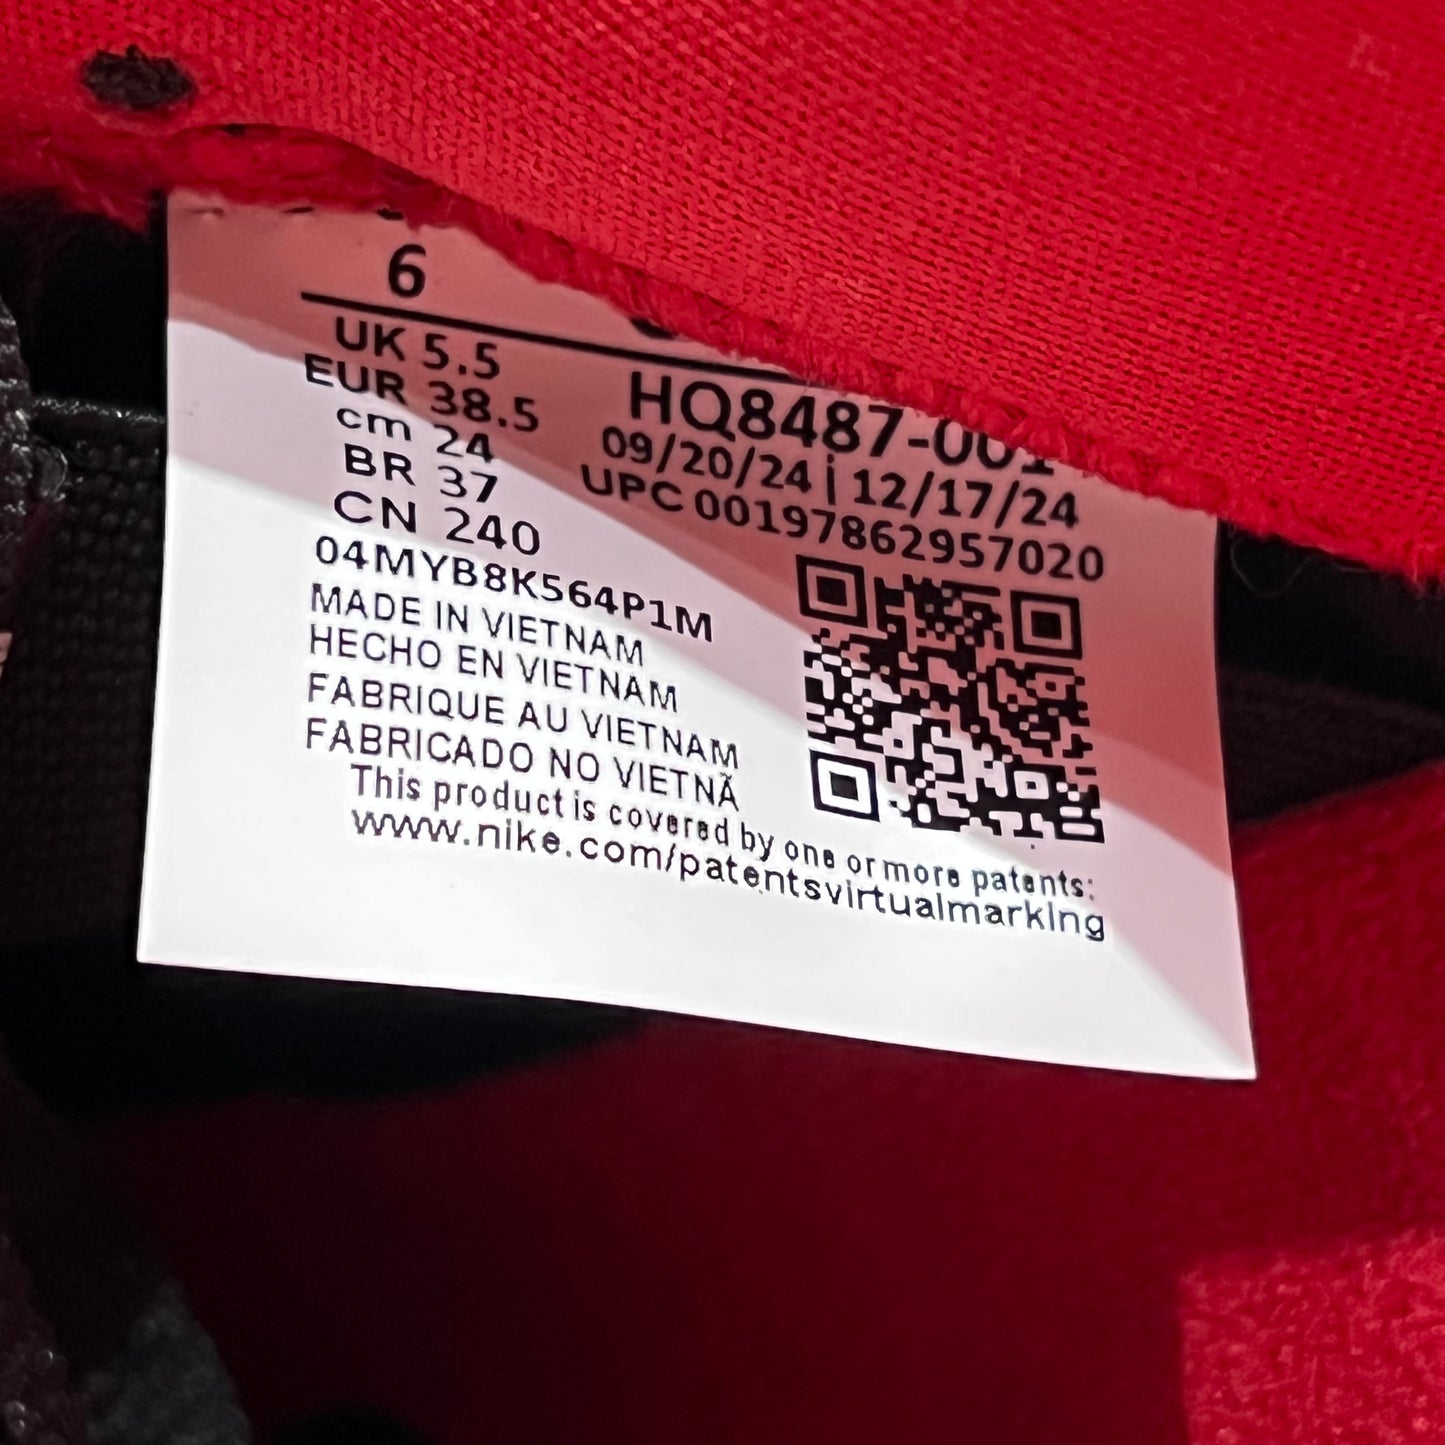 6
UK 5.5
EUR 38.5
cm 24
BR 37
CN 240
HQ8487-001
09/20/24 | 12/17/24
UPC 00197862957020
04MYB8K564P1M
MADE IN VIETNAM
HECHO EN VIETNAM
FABRIQUE AU VIETNAM
FABRICADO NO VIETNÃ
This product is covered by one or more patents:
www.nike.com/patentsvirtualmarking